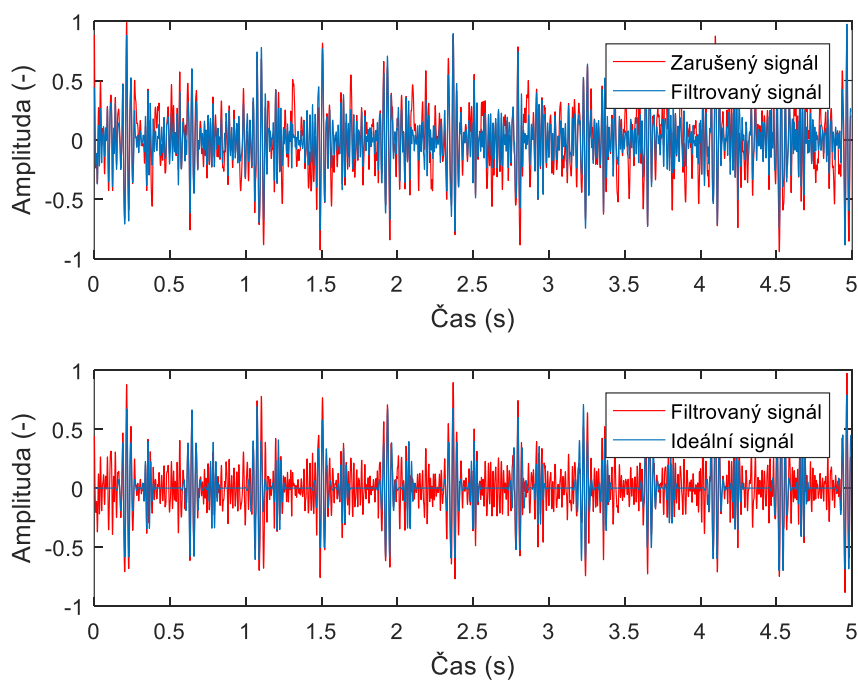 1
0.5
0
-0.5
-1
Amplituda (-)
Zarušený signál
Filtrovaný signál
0 0.5 1 1.5 2 2.5 3 3.5 4 4.5 5
Čas (s)
1
0.5
0
-0.5
-1
Amplituda (-)
Filtrovaný signál
Ideální signál
0 0.5 1 1.5 2 2.5 3 3.5 4 4.5 5
Čas (s)